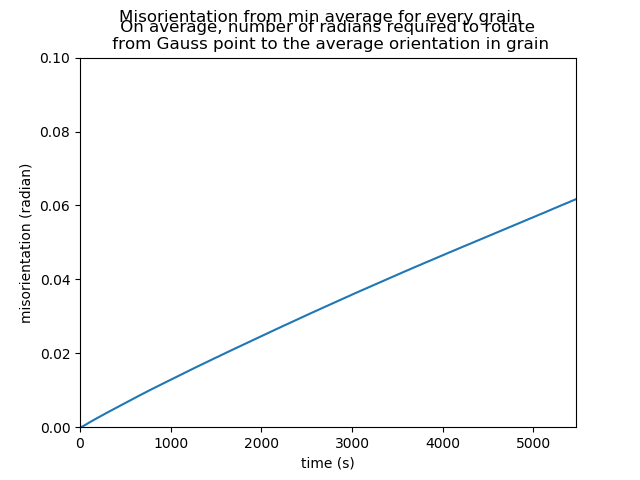 Misorientation from min average for every grain
On average, number of radians required to rotate
from Gauss point to the average orientation in grain
0.10
0.08
0.06
0.04
0.02
0.00
misorientation (radian)
0 1000 2000 3000 4000 5000
time (s)